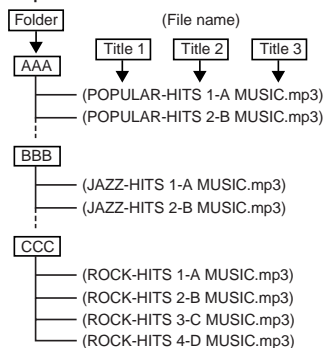 Folder (File name)
Title 1 Title 2 Title 3
AAA
(POPULAR-HITS 1-A MUSIC.mp3)
(POPULAR-HITS 2-B MUSIC.mp3)
BBB
(JAZZ-HITS 1-A MUSIC.mp3)
(JAZZ-HITS 2-B MUSIC.mp3)
CCC
(ROCK-HITS 1-A MUSIC.mp3)
(ROCK-HITS 2-B MUSIC.mp3)
(ROCK-HITS 3-C MUSIC.mp3)
(ROCK-HITS 4-D MUSIC.mp3)